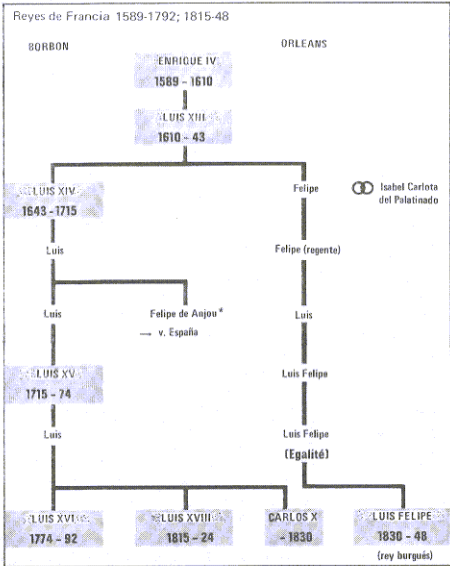 Reyes de Francia 1589-1792; 1815-48
BORBON
ORLEANS
ENRIQUE IV
1589 - 1610
LUIS XIII
1610 - 43
LUIS XIV
1643 - 1715
Felipe
Isabel Carlota
del Palatinado
Luis
Felipe (regente)
Luis
Felipe de Anjou*
→ v. España
Luis
LUIS XV
1715 - 74
Luis Felipe
Luis
Luis Felipe
(Egalité)
LUIS XVI
1774 - 92
LUIS XVIII
1815 - 24
CARLOS X
- 1830
LUIS FELIPE
1830 - 48
(rey burgués)